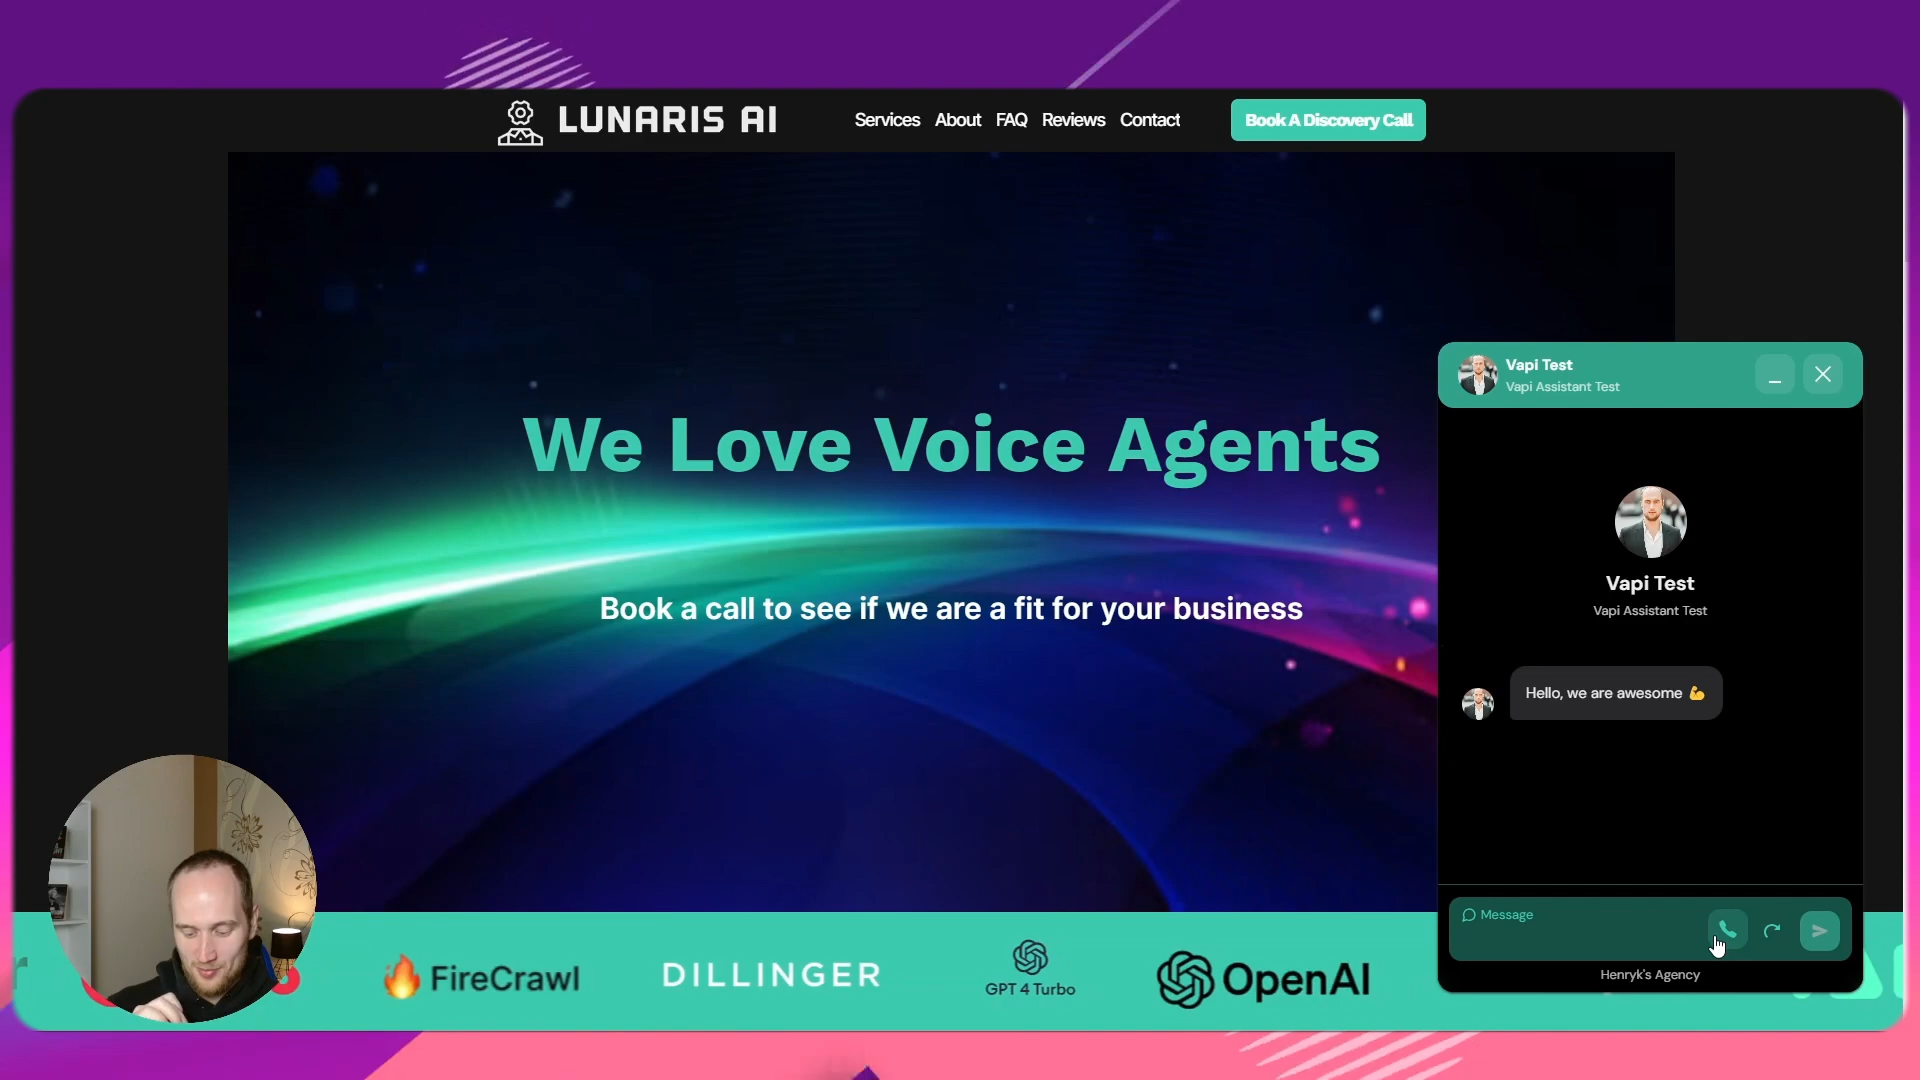 LUNARIS AI
Services About FAQ Reviews Contact
Book A Discovery Call
We Love Voice Agents
Book a call to see if we are a fit for your business
Vapi Test
Vapi Assistant Test
Vapi Test
Vapi Assistant Test
Hello, we are awesome 💪
Message
Henryk's Agency
FireCrawl
DILLINGER
GPT 4 Turbo
OpenAI